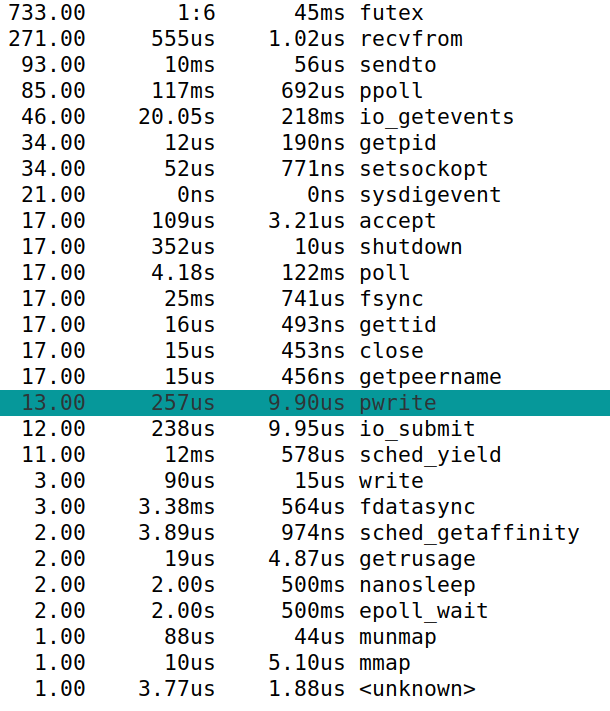 733.00 1:6 45ms futex
271.00 555us 1.02us recvfrom
93.00 10ms 56us sendto
85.00 117ms 692us ppoll
46.00 20.05s 218ms io_getevents
34.00 12us 190ns getpid
34.00 52us 771ns setsockopt
21.00 0ns 0ns sysdigevent
17.00 109us 3.21us accept
17.00 352us 10us shutdown
17.00 4.18s 122ms poll
17.00 25ms 741us fsync
17.00 16us 493ns gettid
17.00 15us 453ns close
17.00 15us 456ns getpeername
13.00 257us 9.90us pwrite
12.00 238us 9.95us io_submit
11.00 12ms 578us sched_yield
3.00 90us 15us write
3.00 3.38ms 564us fdatasync
2.00 3.89us 974ns sched_getaffinity
2.00 19us 4.87us getrusage
2.00 2.00s 500ms nanosleep
2.00 2.00s 500ms epoll_wait
1.00 88us 44us munmap
1.00 10us 5.10us mmap
1.00 3.77us 1.88us <unknown>